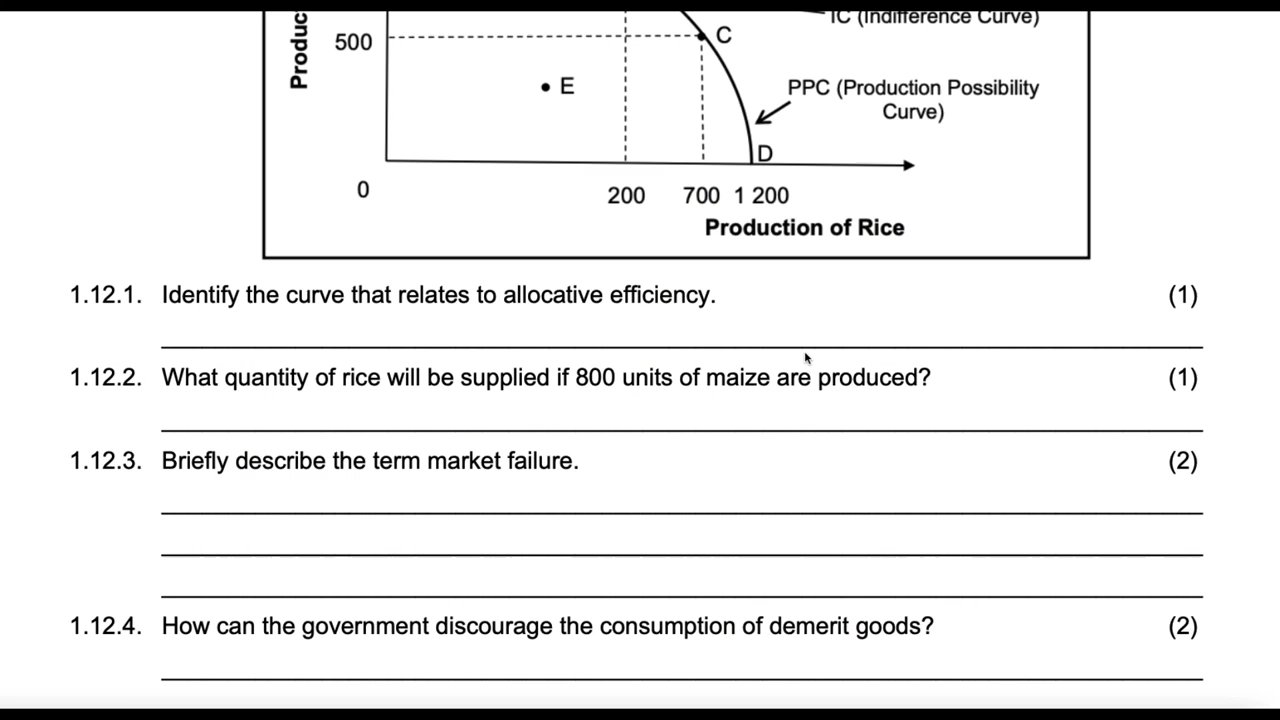 IC (Indifference Curve)
Produc
500
C
E
PPC (Production Possibility
Curve)
D
0
200 700 1 200
Production of Rice
1.12.1. Identify the curve that relates to allocative efficiency. (1)
1.12.2. What quantity of rice will be supplied if 800 units of maize are produced? (1)
1.12.3. Briefly describe the term market failure. (2)
1.12.4. How can the government discourage the consumption of demerit goods? (2)